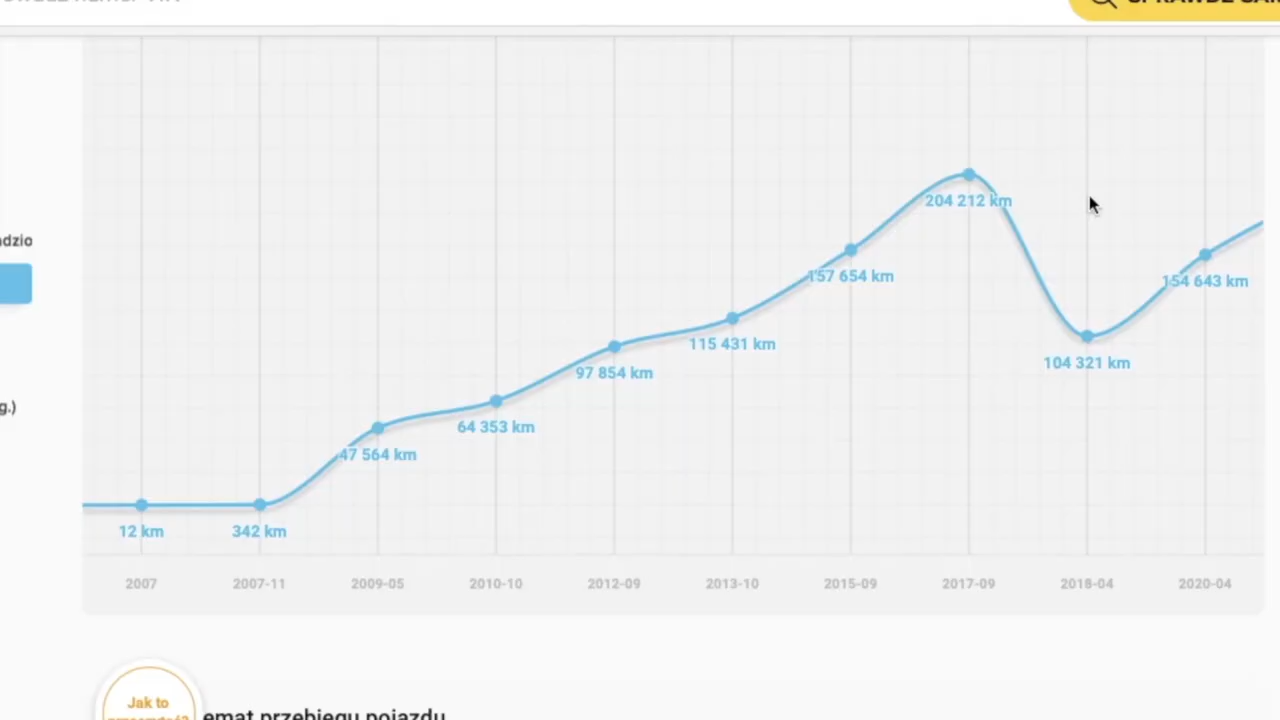 204 212 km
157 654 km
154 643 km
115 431 km
104 321 km
97 854 km
64 353 km
47 564 km
12 km
342 km
2007
2007-11
2009-05
2010-10
2012-09
2013-10
2015-09
2017-09
2018-04
2020-04
Jak to
przebiegu pojazdu